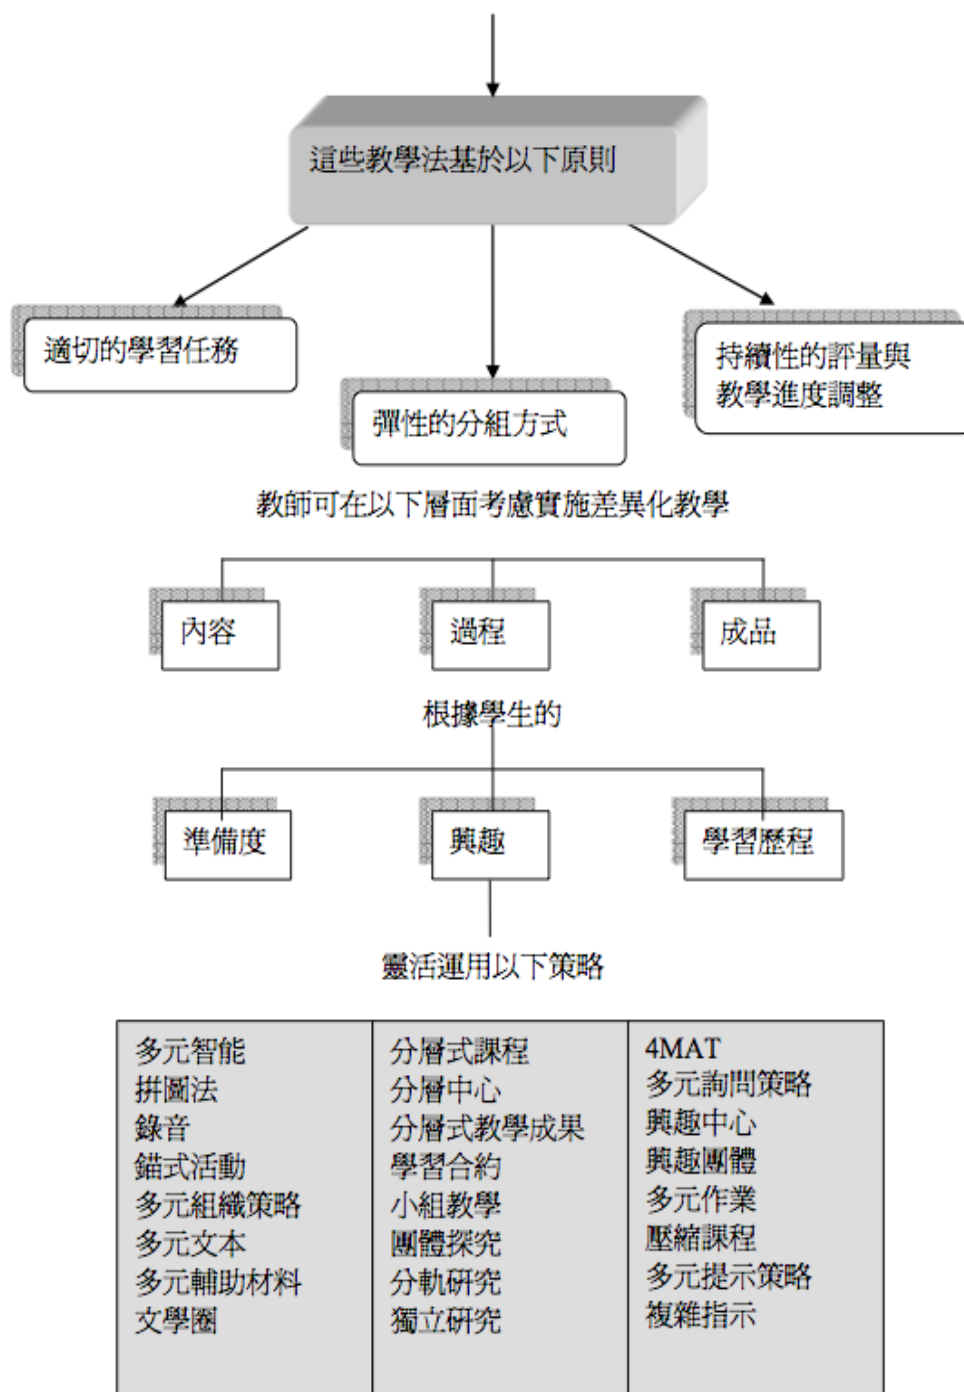 這些教學法基於以下原則
適切的學習任務
彈性的分組方式
持續性的評量與
教學進度調整
教師可在以下層面考慮實施差異化教學
內容
過程
成品
根據學生的
準備度
興趣
學習歷程
靈活運用以下策略
多元智能
拼圖法
錄音
錨式活動
多元組織策略
多元文本
多元輔助材料
文學圈
分層式課程
分層中心
分層式教學成果
學習合約
小組教學
團體探究
分軌研究
獨立研究
4MAT
多元詢問策略
興趣中心
興趣團體
多元作業
壓縮課程
多元提示策略
複雜指示